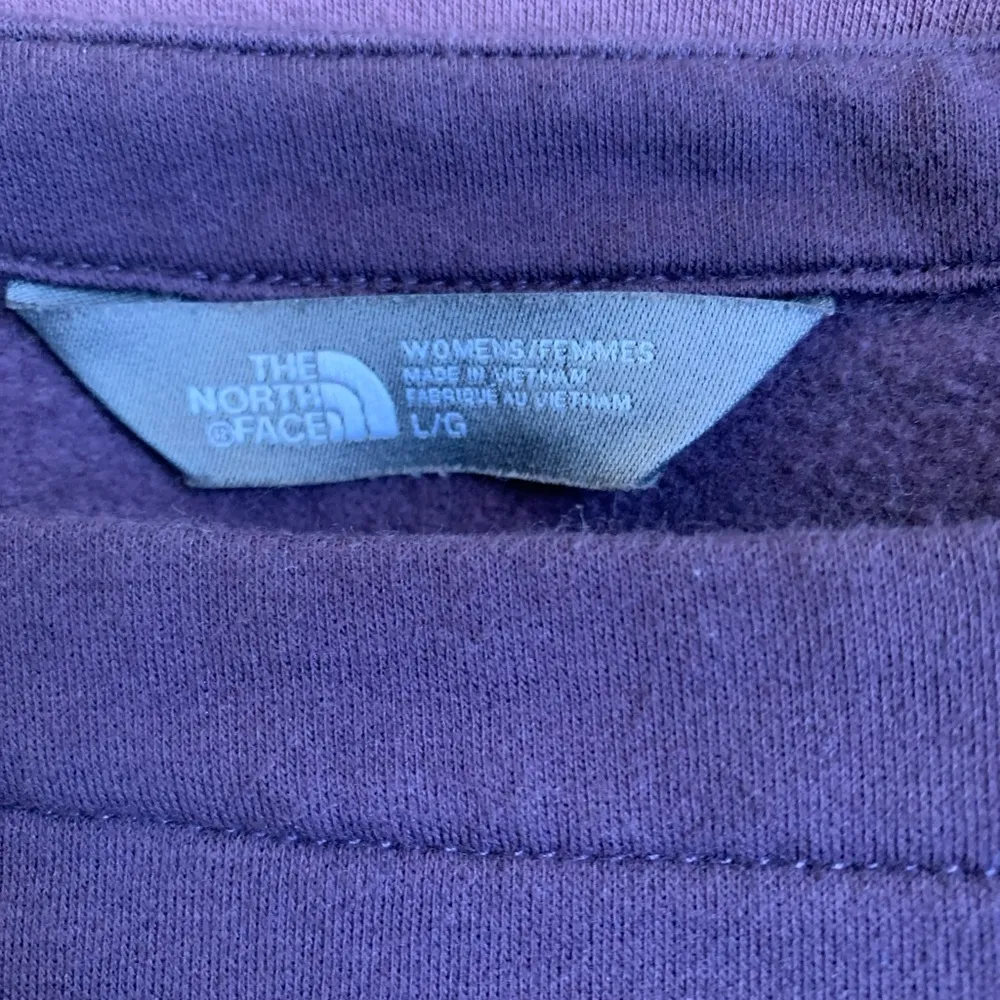 THE
NORTH
®FACE
WOMENS/FEMMES
MADE IN VIETNAM
FABRIQUE AU VIETNAM
L/G